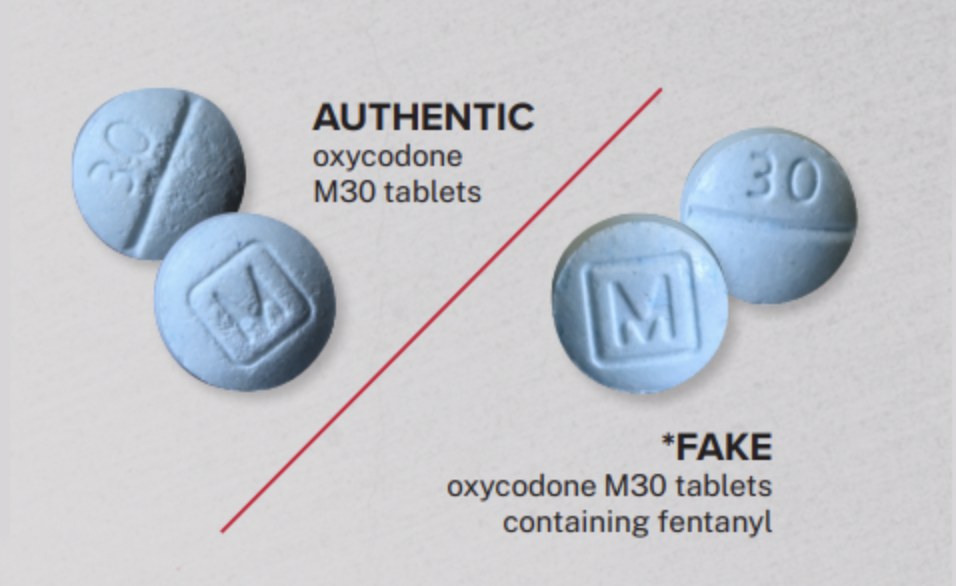 AUTHENTIC
oxycodone
M30 tablets
30
M
30
M
*FAKE
oxycodone M30 tablets
containing fentanyl